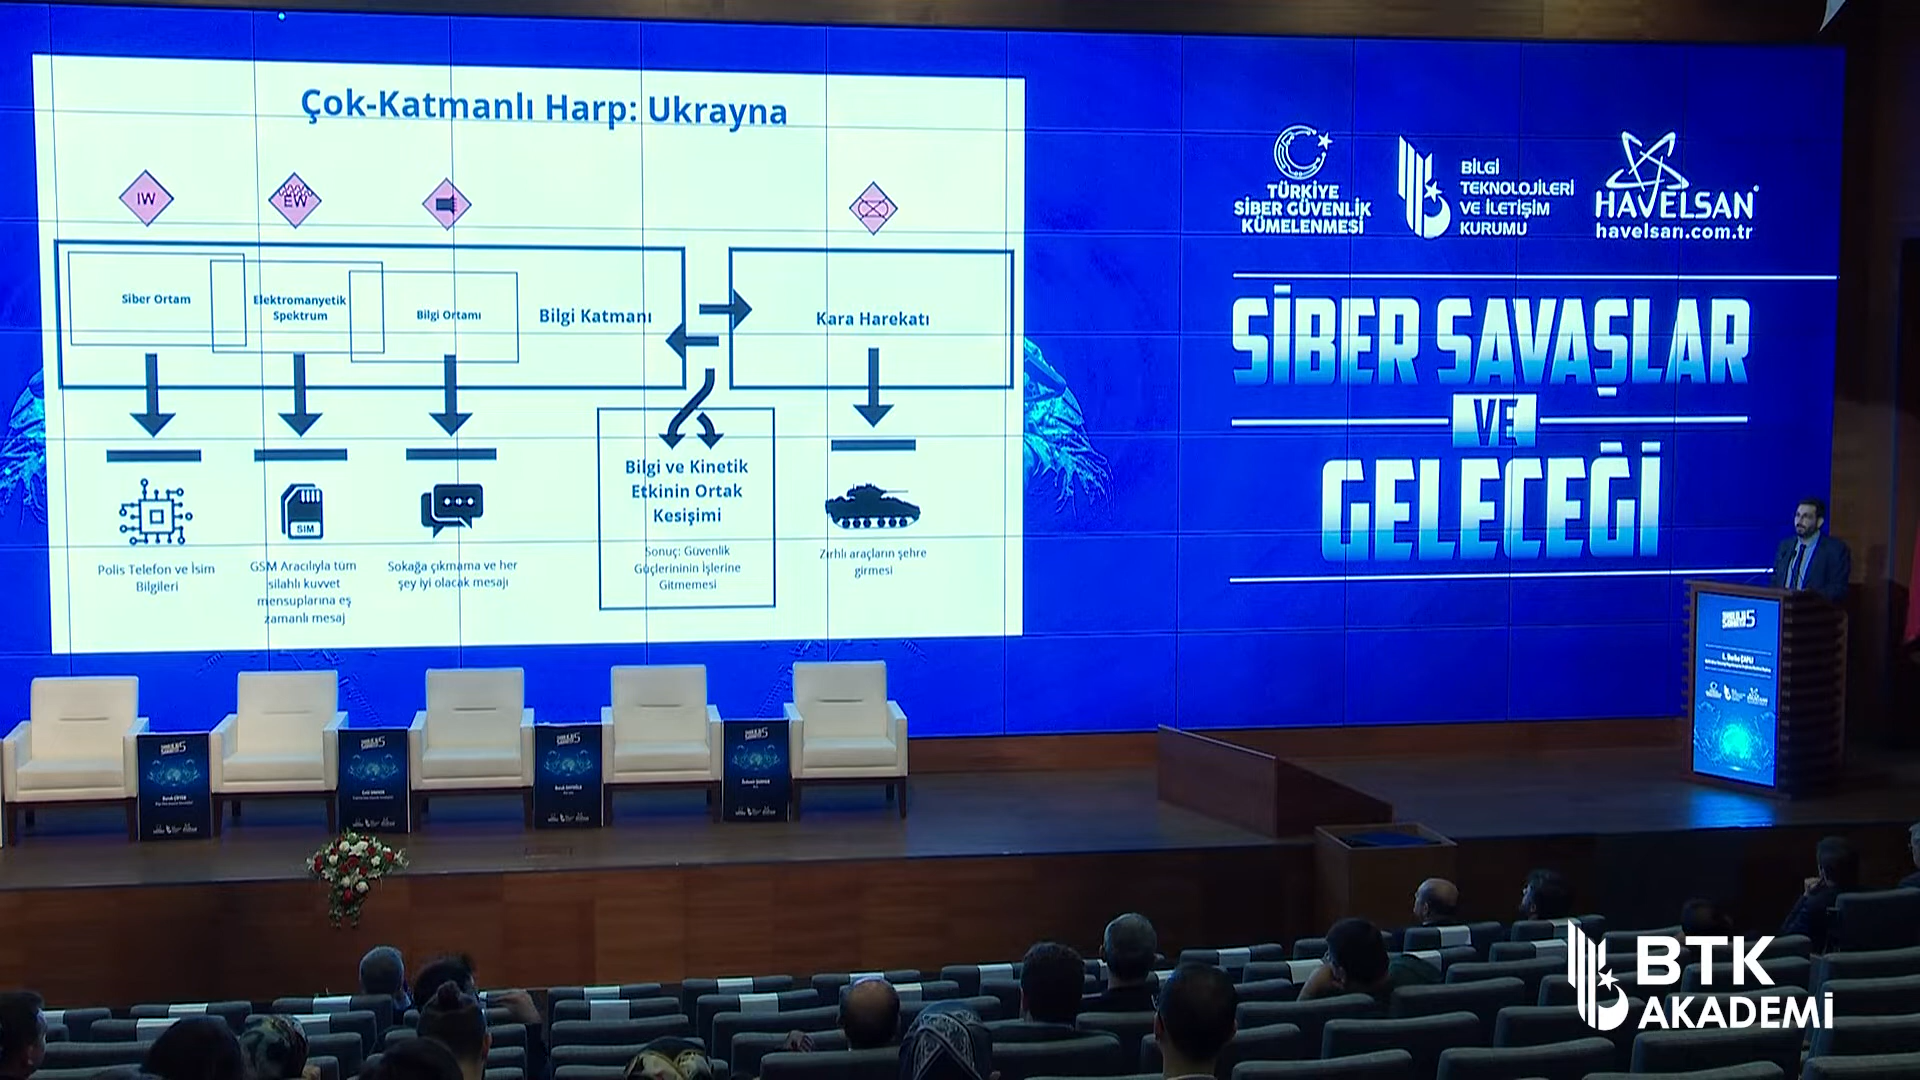 Çok-Katmanlı Harp: Ukrayna
IW
EW
Siber Ortam
Elektromanyetik
Spektrum
Bilgi Ortamı
Bilgi Katmanı
Kara Harekatı
Polis Telefon ve İsim
Bilgileri
SIM
GSM Aracılıyla tüm
silahlı kuvvet
mensuplarına eş
zamanlı mesaj
Sokağa çıkmama ve her
şey iyi olacak mesajı
Bilgi ve Kinetik
Etkinin Ortak
Kesişimi
Sonuç: Güvenlik
Güçlerininin İşlerine
Gitmemesi
Zırhlı araçların şehre
girmesi
TÜRKİYE
SİBER GÜVENLİK
KÜMELENMESİ
BİLGİ
TEKNOLOJİLERİ
VE İLETİŞİM
KURUMU
HAVELSAN
havelsan.com.tr
SİBER SAVAŞLAR
VE
GELECEĞİ
BTK
AKADEMİ